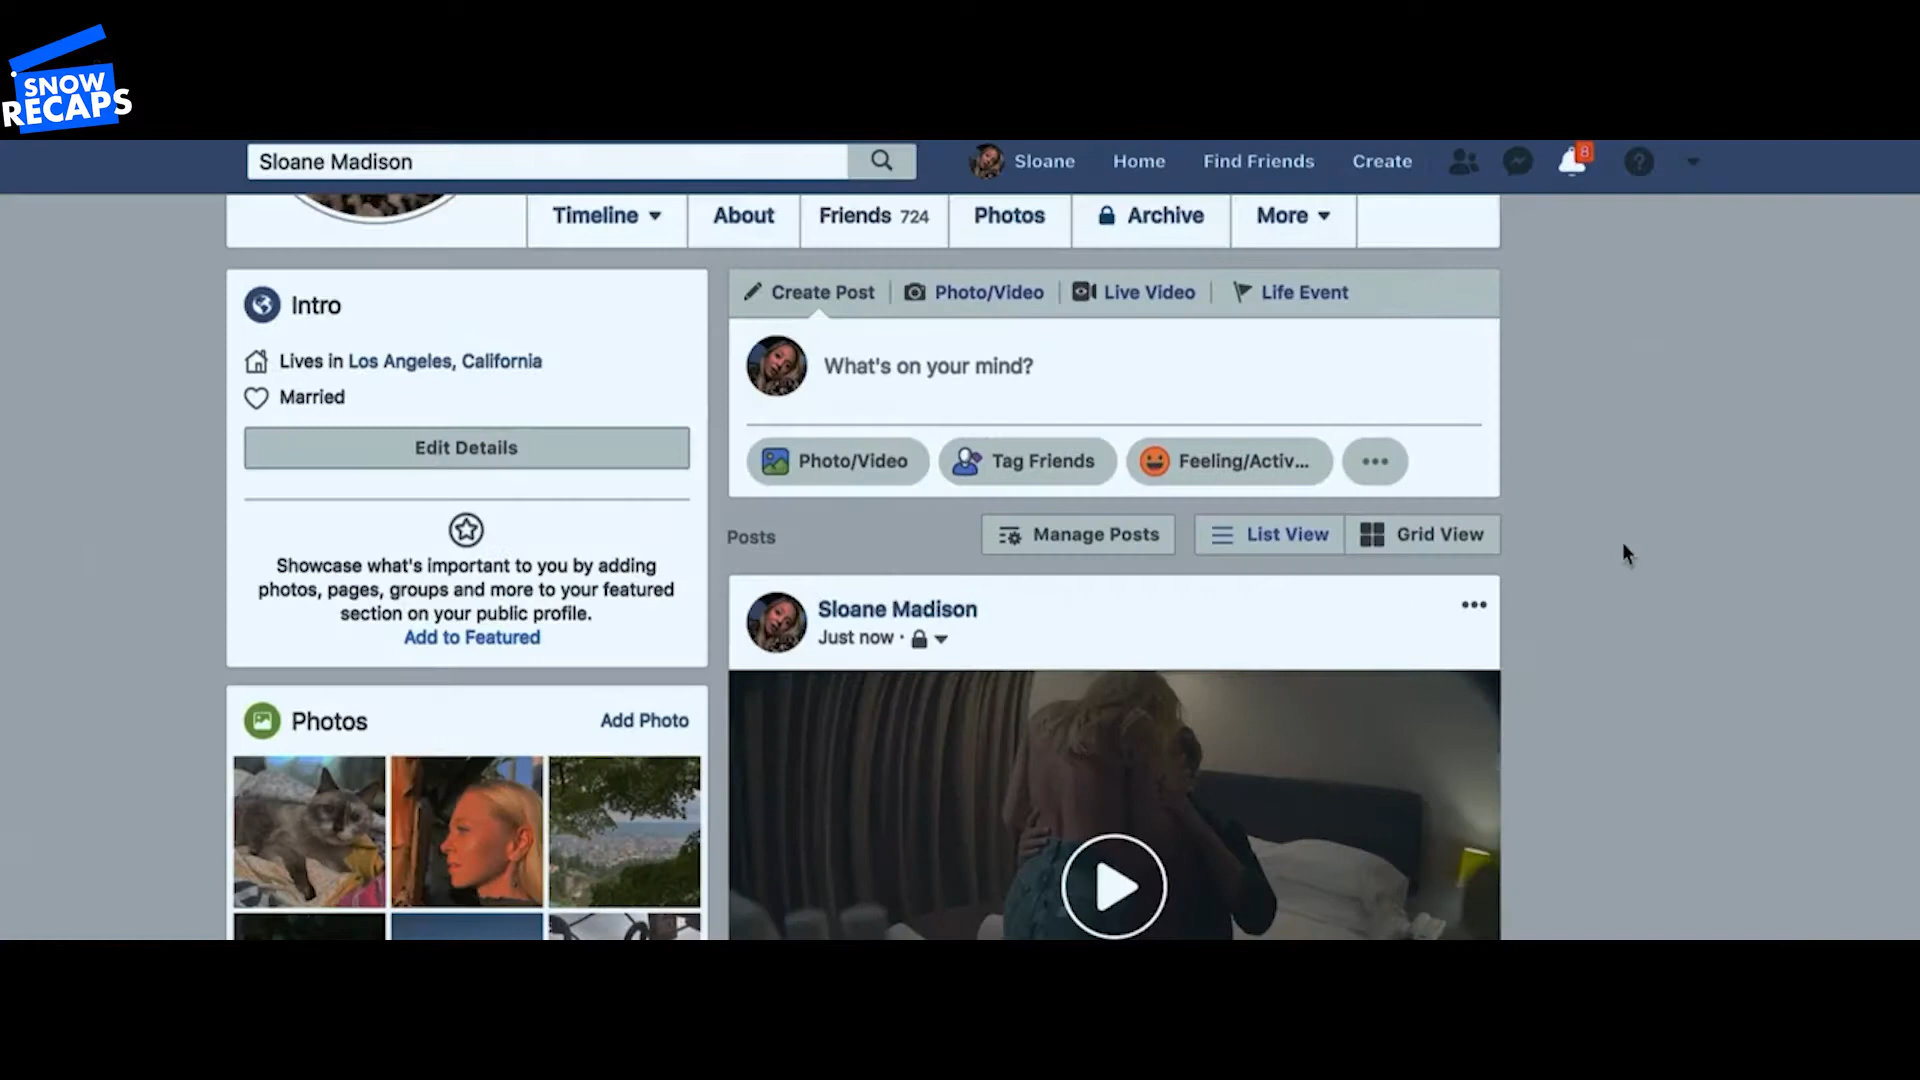 SNOW
RECAPS
Sloane Madison
Sloane
Home
Find Friends
Create
8
Timeline
About
Friends 724
Photos
Archive
More
Intro
Lives in Los Angeles, California
Married
Edit Details
Showcase what's important to you by adding
photos, pages, groups and more to your featured
section on your public profile.
Add to Featured
Photos
Add Photo
Create Post
Photo/Video
Live Video
Life Event
What's on your mind?
Photo/Video
Tag Friends
Feeling/Activ...
Posts
Manage Posts
List View
Grid View
Sloane Madison
Just now ·